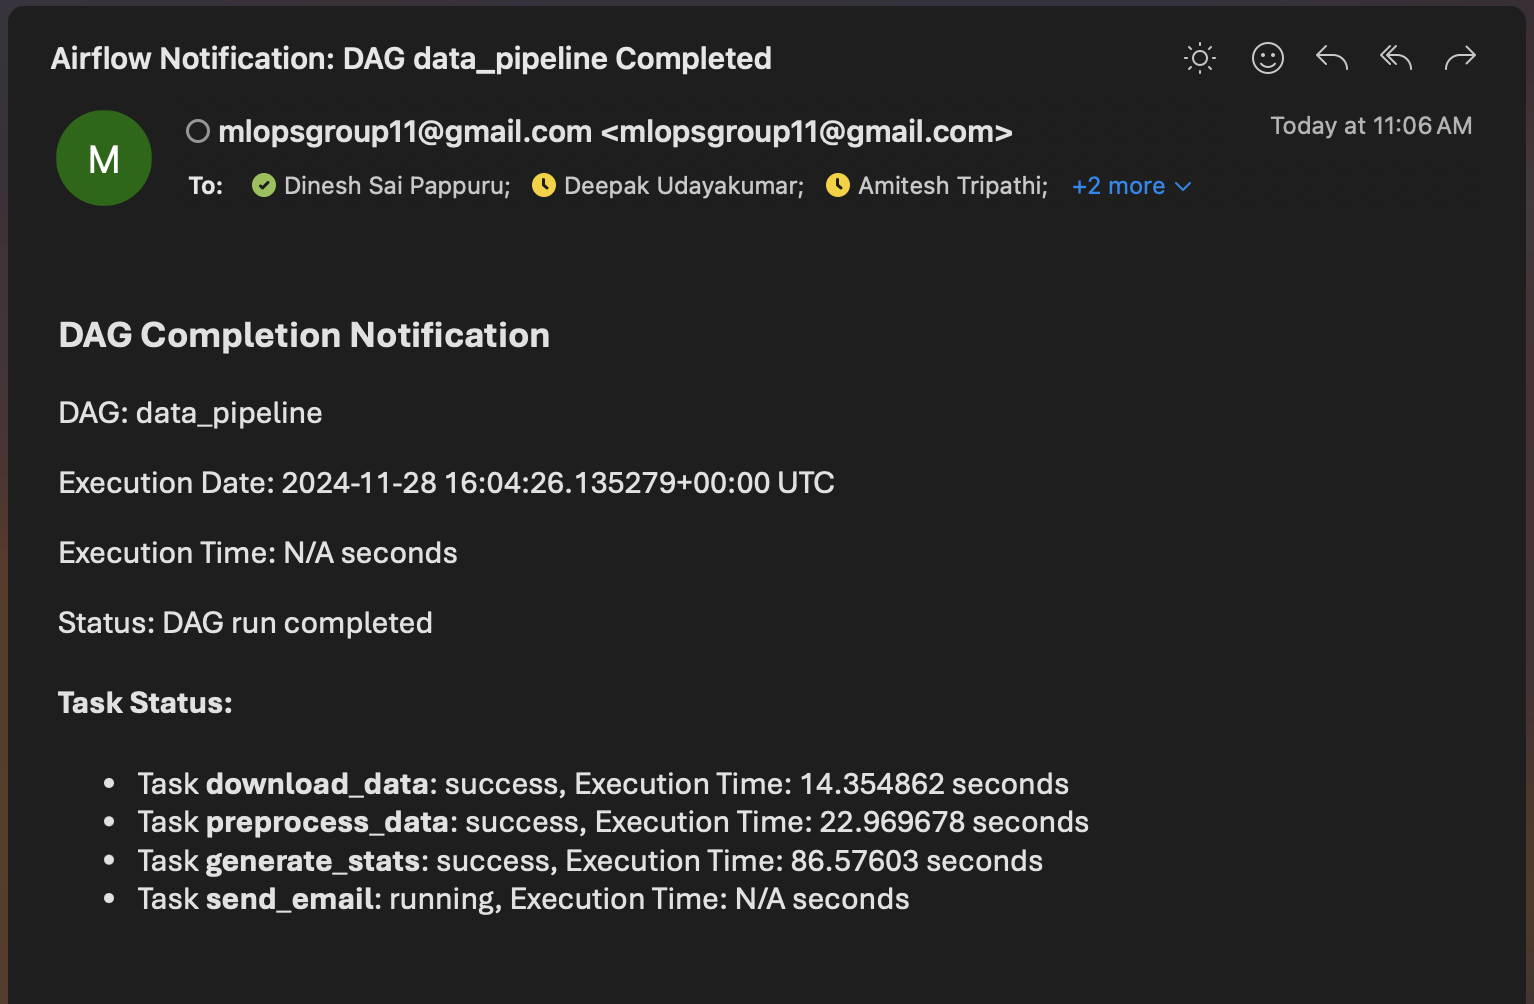 Airflow Notification: DAG data_pipeline Completed
M
mlopsgroup11@gmail.com <mlopsgroup11@gmail.com>
Today at 11:06 AM
To: Dinesh Sai Pappuru; Deepak Udayakumar; Amitesh Tripathi; +2 more
DAG Completion Notification
DAG: data_pipeline
Execution Date: 2024-11-28 16:04:26.135279+00:00 UTC
Execution Time: N/A seconds
Status: DAG run completed
Task Status:
• Task download_data: success, Execution Time: 14.354862 seconds
• Task preprocess_data: success, Execution Time: 22.969678 seconds
• Task generate_stats: success, Execution Time: 86.57603 seconds
• Task send_email: running, Execution Time: N/A seconds